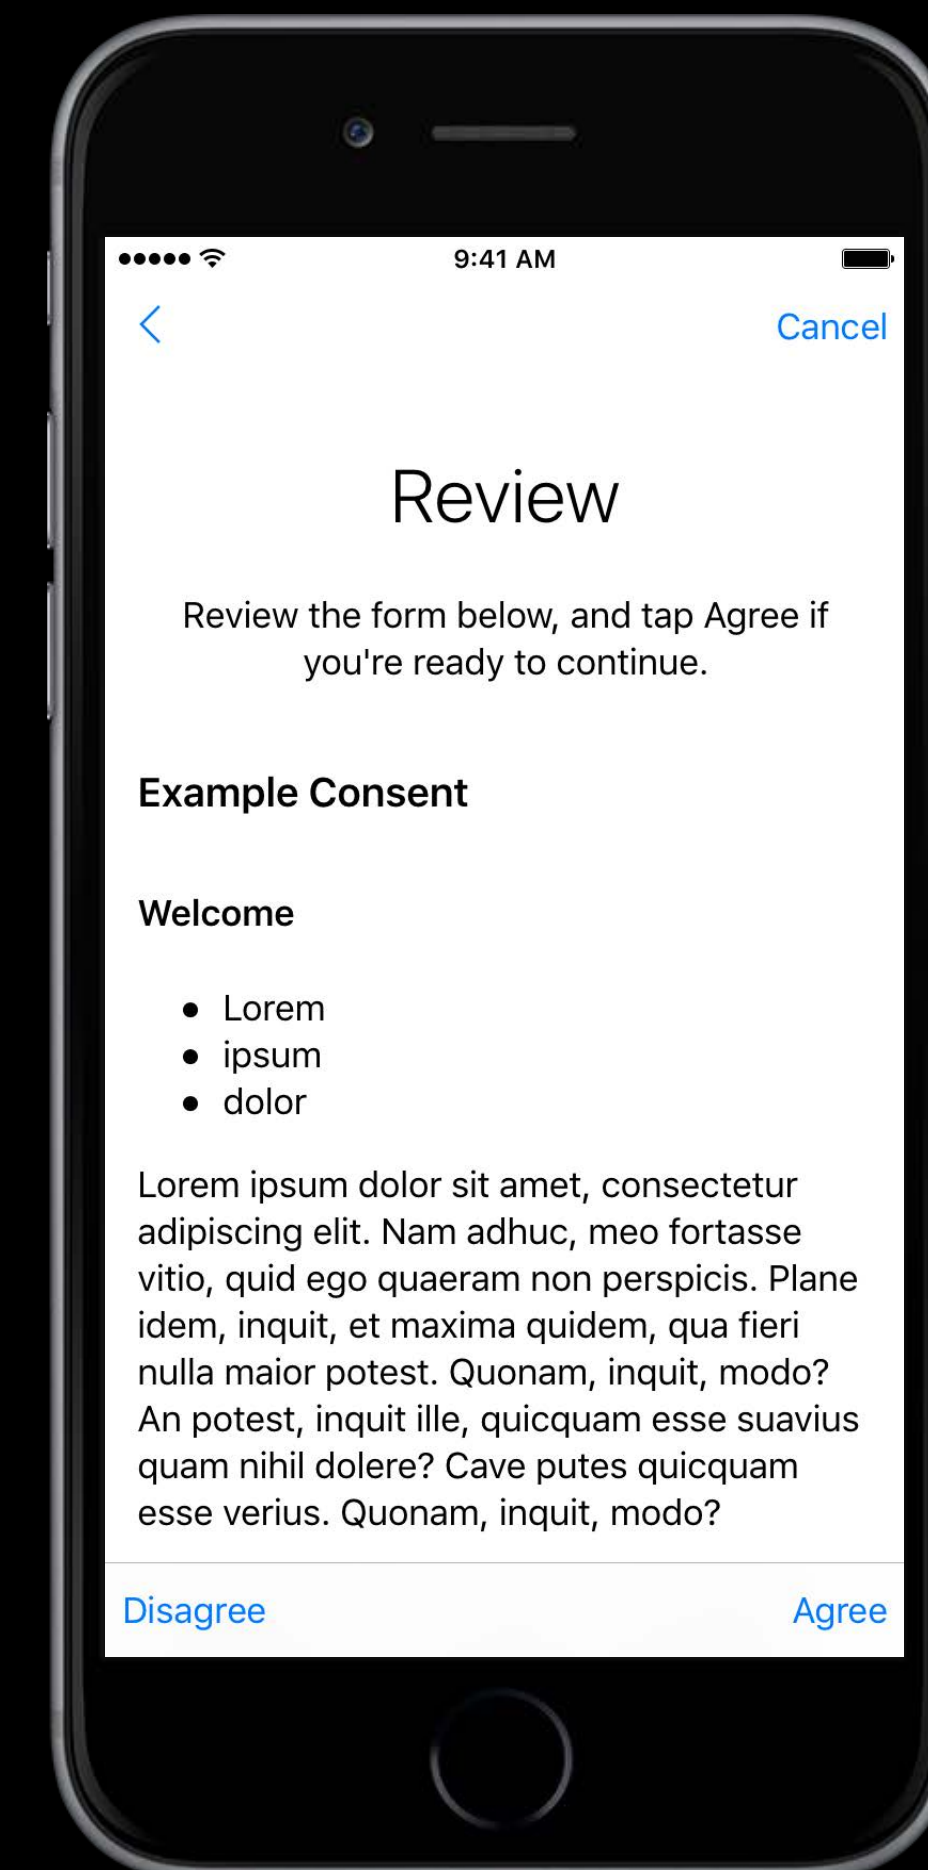 9:41 AM
Cancel
Review
Review the form below, and tap Agree if
you're ready to continue.
Example Consent
Welcome
• Lorem
• ipsum
• dolor
Lorem ipsum dolor sit amet, consectetur
adipiscing elit. Nam adhuc, meo fortasse
vitio, quid ego quaeram non perspicis. Plane
idem, inquit, et maxima quidem, qua fieri
nulla maior potest. Quonam, inquit, modo?
An potest, inquit ille, quicquam esse suavius
quam nihil dolere? Cave putes quicquam
esse verius. Quonam, inquit, modo?
Disagree Agree